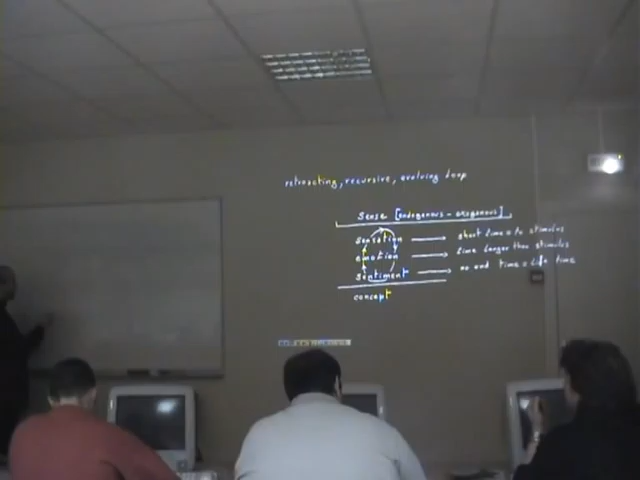 retroacting, recursive, evolving loop
Sense [endogenous - exogenous]
sensation → short time = to stimulus
emotion → time larger than stimulus
sentiment → no end time = life time
concept